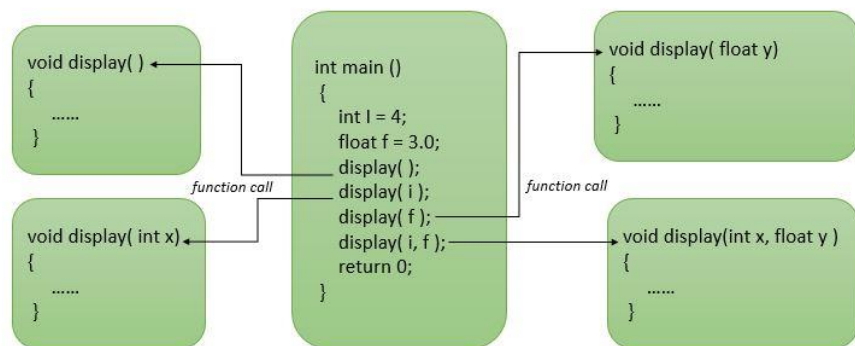 void display( )
{
......
}
int main ()
{
int I = 4;
float f = 3.0;
display( );
display( i );
display( f );
display( i, f );
return 0;
}
void display( float y)
{
......
}
function call
function call
void display( int x)
{
......
}
void display(int x, float y )
{
......
}